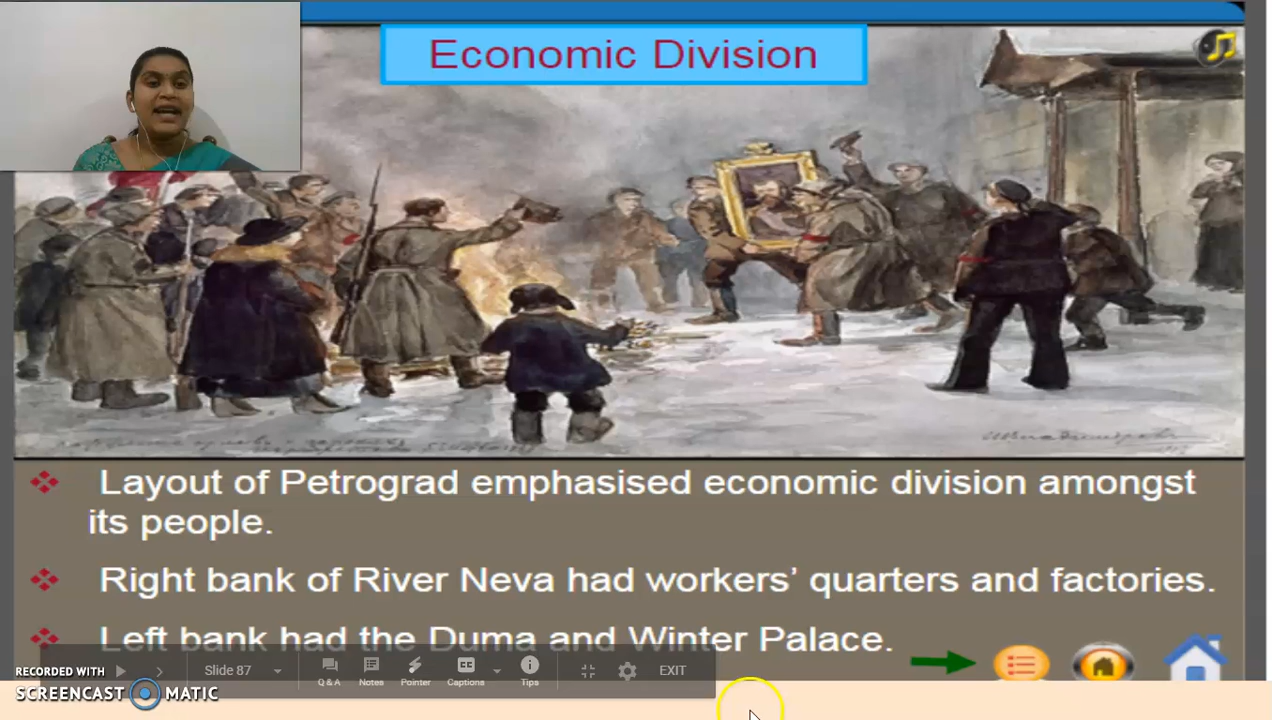 Economic Division
Layout of Petrograd emphasised economic division amongst
its people.
Right bank of River Neva had workers' quarters and factories.
Left bank had the Duma and Winter Palace.
RECORDED WITH
SCREENCAST MATIC
Slide 87
Q & A
Notes
Pointer
Captions
Tips
EXIT